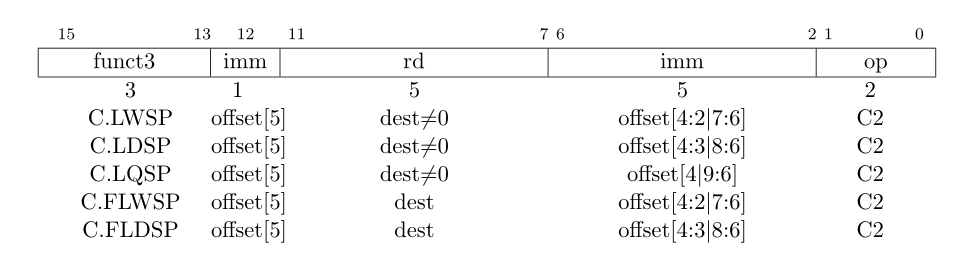 15 13 12 11 7 6 2 1 0
funct3 imm rd imm op
3 1 5 5 2
C.LWSP offset[5] dest≠0 offset[4:2|7:6] C2
C.LDSP offset[5] dest≠0 offset[4:3|8:6] C2
C.LQSP offset[5] dest≠0 offset[4|9:6] C2
C.FLWSP offset[5] dest offset[4:2|7:6] C2
C.FLDSP offset[5] dest offset[4:3|8:6] C2